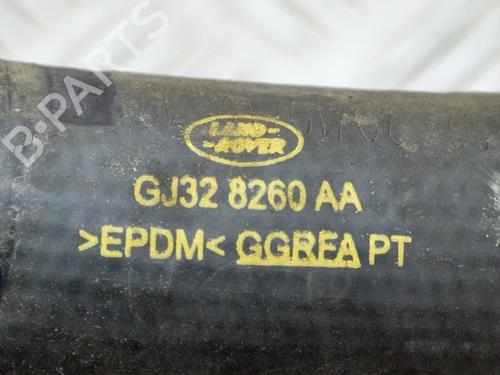 B-PARTS
LAND-
-ROVER
GJ32 8260 AA
>EPDM< GGREA PT